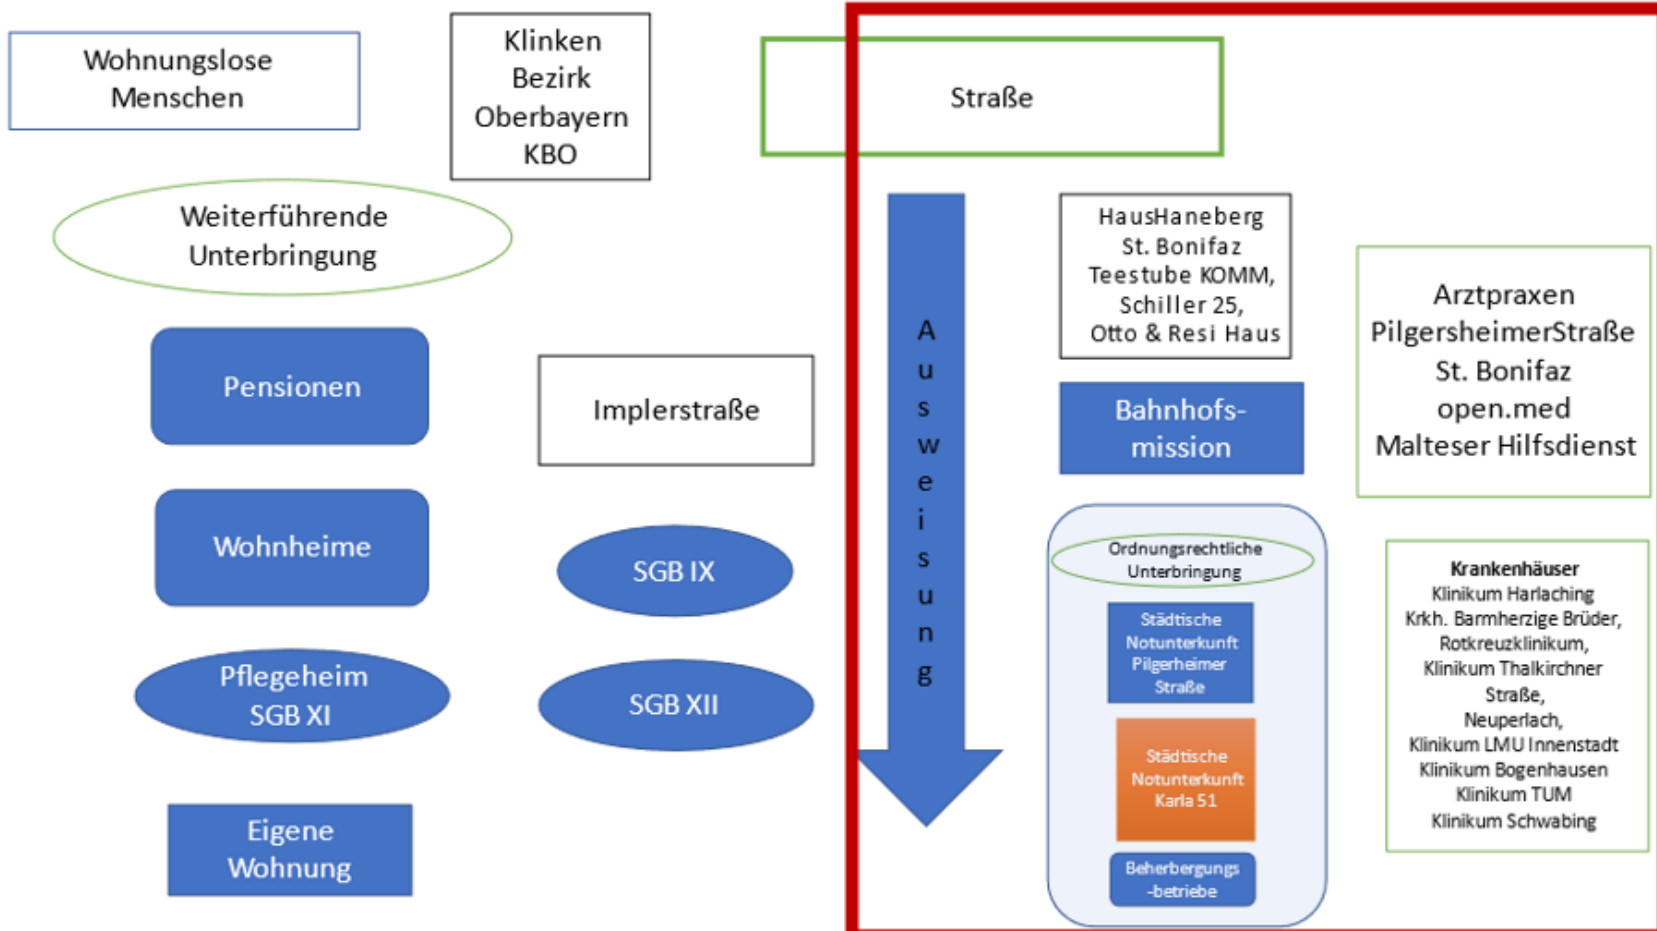 Wohnungslose
Menschen
Klinken
Bezirk
Oberbayern
KBO
Straße
Weiterführende
Unterbringung
Pensionen
Wohnheime
Pflegeheim
SGB XI
Eigene
Wohnung
Implerstraße
SGB IX
SGB XII
Ausweisung
HausHaneberg
St. Bonifaz
Teestube KOMM,
Schiller 25,
Otto & Resi Haus
Bahnhofs-
mission
Ordnungsrechtliche
Unterbringung
Städtische
Notunterkunft
Pilgerheimer
Straße
Städtische
Notunterkunft
Karla 51
Beherbergungs
-betriebe
Arztpraxen
PilgersheimerStraße
St. Bonifaz
open.med
Malteser Hilfsdienst
Krankenhäuser
Klinikum Harlaching
Krkh. Barmherzige Brüder,
Rotkreuzklinikum,
Klinikum Thalkirchner
Straße,
Neuperlach,
Klinikum LMU Innenstadt
Klinikum Bogenhausen
Klinikum TUM
Klinikum Schwabing